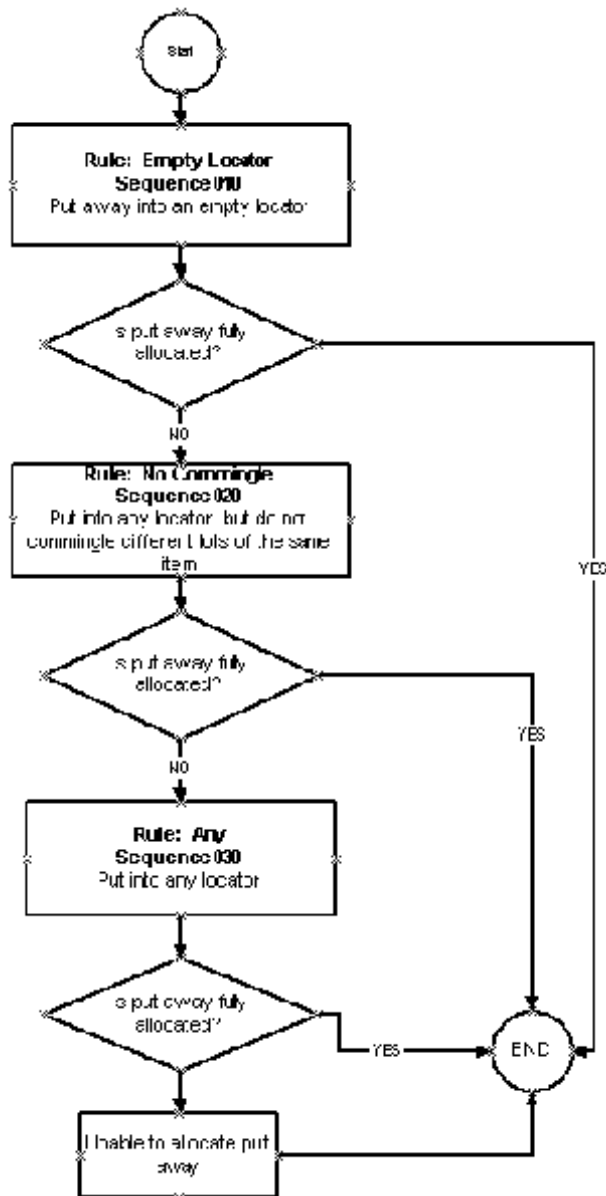 Start
Rule: Empty Locator
Sequence 010
Put away into an empty locator
Is put away fully
allocated?
NO
Rule: No Commingle
Sequence 020
Put into any locator, but do not
commingle different lots of the same
item
YES
Is put away fully
allocated?
YES
NO
Rule: Any
Sequence 030
Put into any locator
Is put away fully
allocated?
YES
END
Unable to allocate put
away